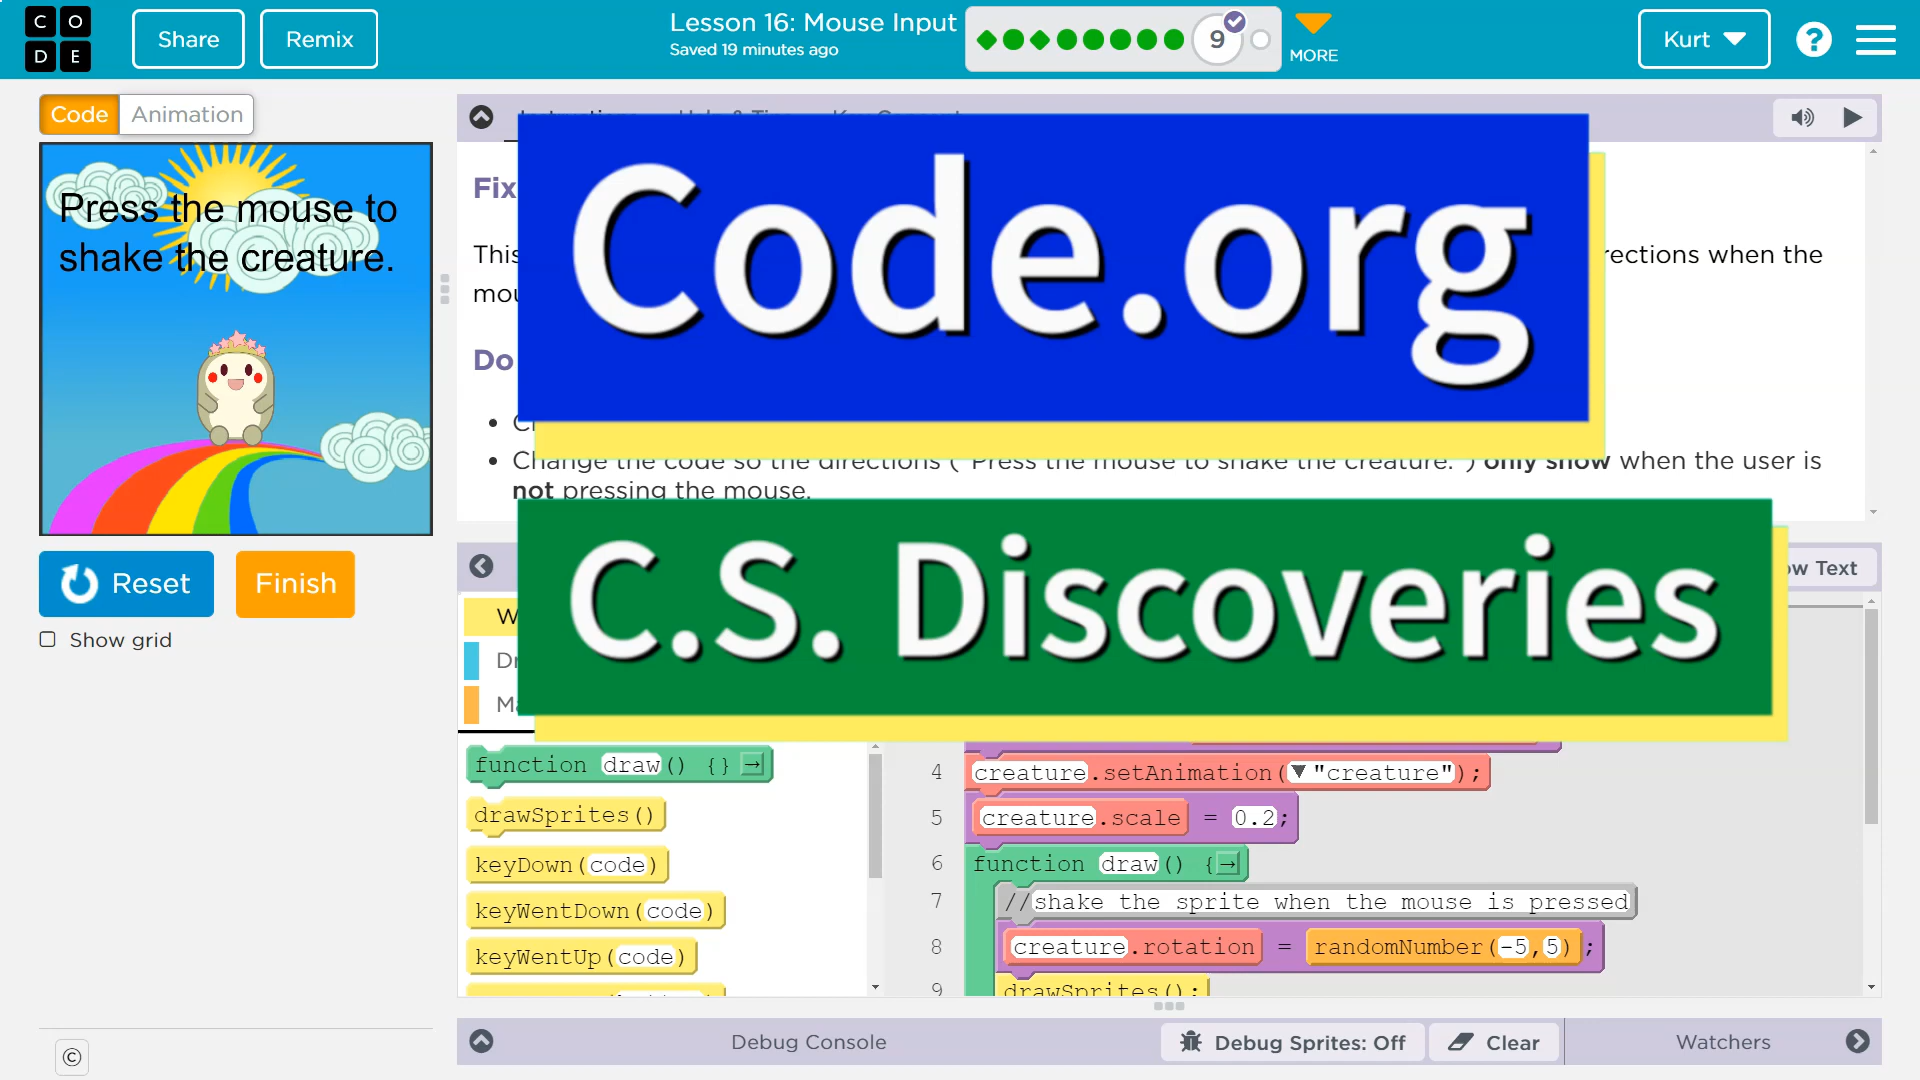 CODE
Share
Remix
Lesson 16: Mouse Input
Saved 19 minutes ago
9
MORE
Kurt
?
Code Animation
Press the mouse to
shake the creature.
Reset
Finish
Show grid
©
Fix
This
rections when the
mou
Do
Change the code so the directions ("Press the mouse to shake the creature.") only show when the user is
not pressing the mouse.
Code.org
C.S. Discoveries
ow Text
W
Dr
Ma
function draw() {}
drawSprites()
keyDown(code)
keyWentDown(code)
keyWentUp(code)
4 creature.setAnimation("creature");
5 creature.scale = 0.2;
6 function draw() {
7 //shake the sprite when the mouse is pressed
8 creature.rotation = randomNumber(-5,5);
9 drawSprites();
Debug Console
Debug Sprites: Off
Clear
Watchers